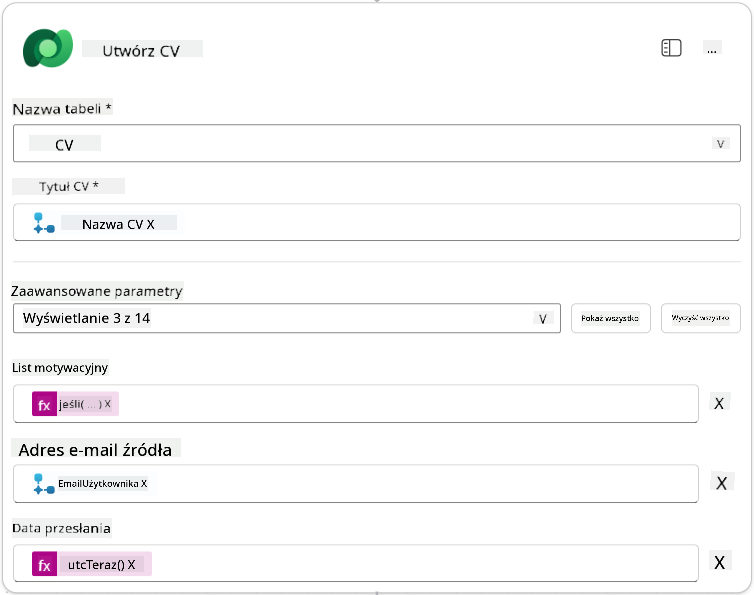 Utwórz CV
...
Nazwa tabeli *
CV V
Tytuł CV *
Nazwa CV X
Zaawansowane parametry
Wyświetlanie 3 z 14 V Pokaż wszystko Wyczyść wszystko
List motywacyjny
fx jeśli( ... ) X X
Adres e-mail źródła
EmailUżytkownika X X
Data przesłania
fx utcTeraz() X X